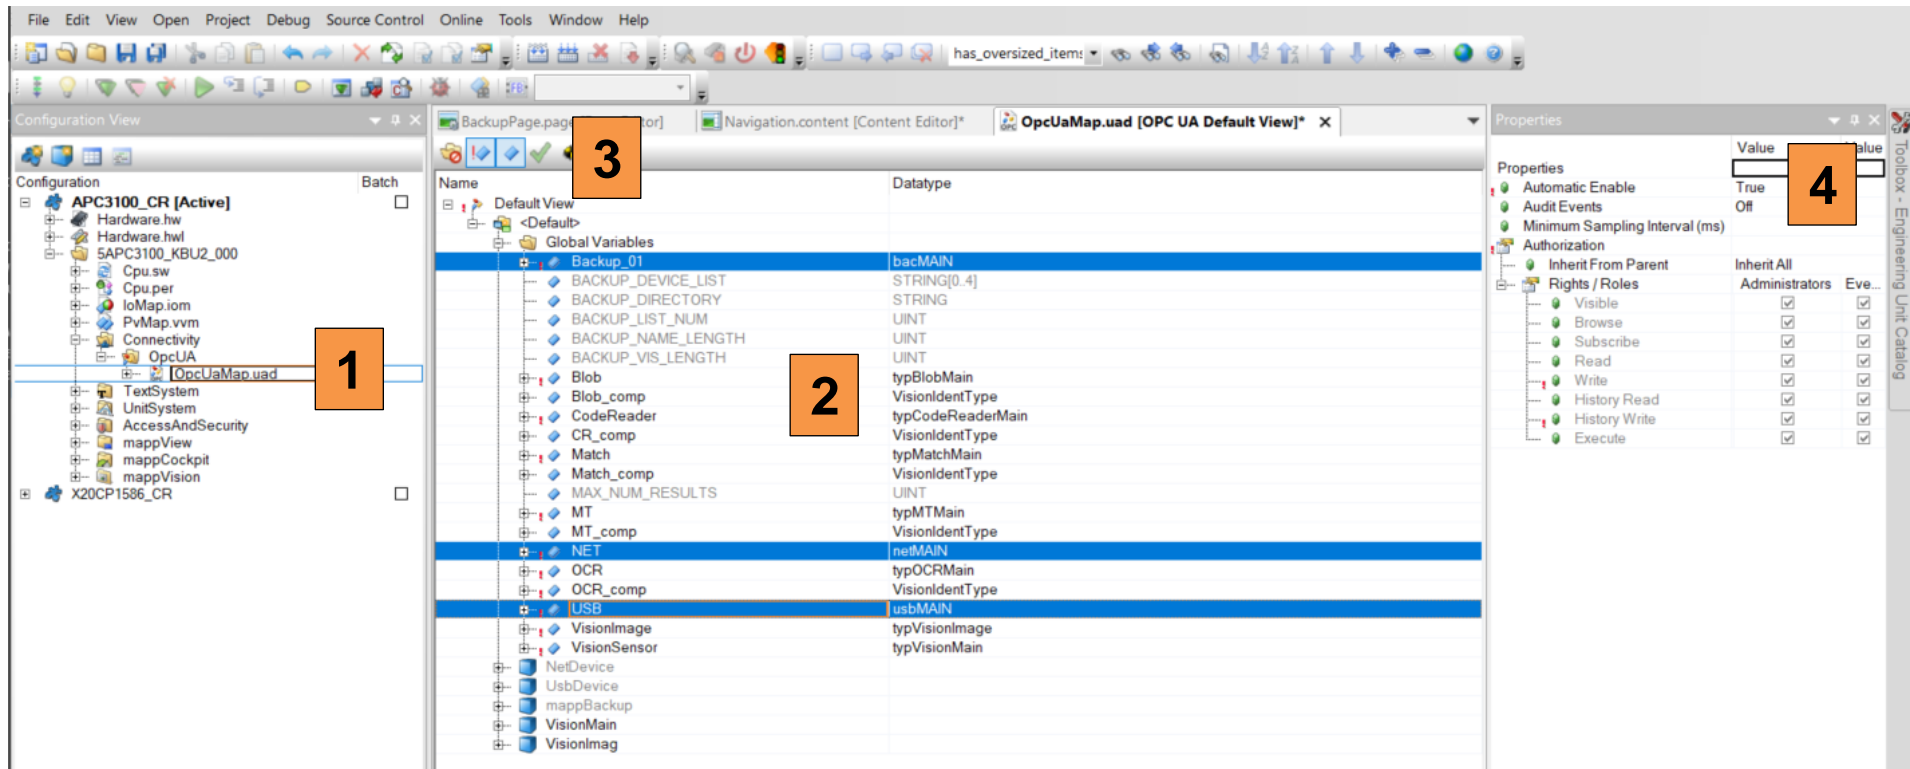 File Edit View Open Project Debug Source Control Online Tools Window Help
has_oversized_item:
Configuration View
Configuration Batch
APC3100_CR [Active]
Hardware.hw
Hardware.hwl
5APC3100_KBU2_000
Cpu.sw
Cpu.per
IoMap.iom
PvMap.vvm
Connectivity
OpcUA
OpcUaMap.uad
TextSystem
UnitSystem
AccessAndSecurity
mappView
mappCockpit
mappVision
X20CP1586_CR
1
BackupPage.page tor] Navigation.content [Content Editor]* OpcUaMap.uad [OPC UA Default View]*
3
Name Datatype
Default View
<Default>
Global Variables
Backup_01 bacMAIN
BACKUP_DEVICE_LIST STRING[0..4]
BACKUP_DIRECTORY STRING
BACKUP_LIST_NUM UINT
BACKUP_NAME_LENGTH UINT
BACKUP_VIS_LENGTH UINT
Blob typBlobMain
Blob_comp VisionIdentType
CodeReader typCodeReaderMain
CR_comp VisionIdentType
Match typMatchMain
Match_comp VisionIdentType
MAX_NUM_RESULTS UINT
MT typMTMain
MT_comp VisionIdentType
NET netMAIN
OCR typOCRMain
OCR_comp VisionIdentType
USB usbMAIN
VisionImage typVisionImage
VisionSensor typVisionMain
NetDevice
UsbDevice
mappBackup
VisionMain
VisionImag
2
Properties
Value alue
Properties
Automatic Enable True
Audit Events Off
Minimum Sampling Interval (ms)
Authorization
Inherit From Parent Inherit All
Rights / Roles Administrators Eve...
Visible
Browse
Subscribe
Read
Write
History Read
History Write
Execute
4
Toolbox - Engineering Unit Catalog